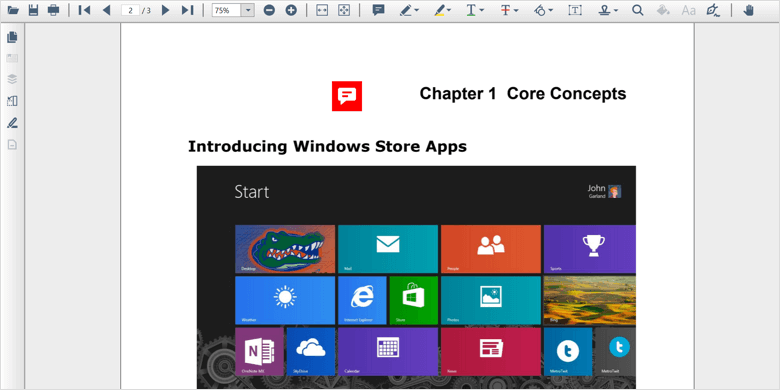 2 / 3
75%
Aa
Chapter 1 Core Concepts
Introducing Windows Store Apps
Start
John
Garland
Desktop
Mail
People
Sports
Weather
Internet Explorer
Store
Photos
OneNote MX
SkyDrive
Calendar
News
MetroTwit
MetroTwit